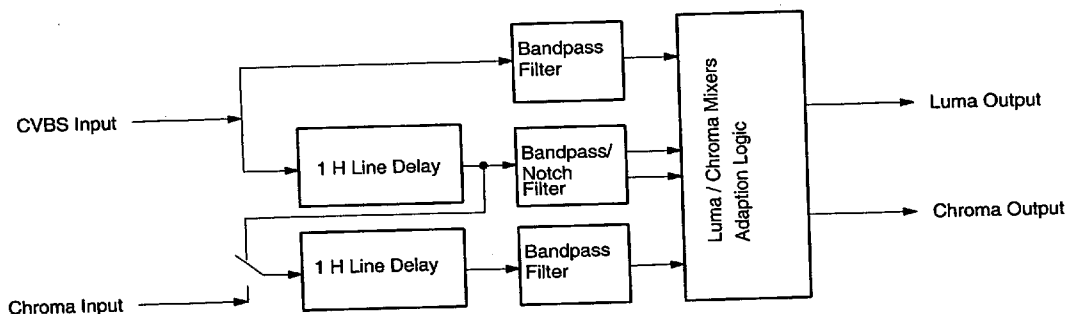 Bandpass
Filter
CVBS Input
1 H Line Delay
Bandpass/
Notch
Filter
Luma / Chroma Mixers
Adaption Logic
Luma Output
Chroma Output
1 H Line Delay
Bandpass
Filter
Chroma Input